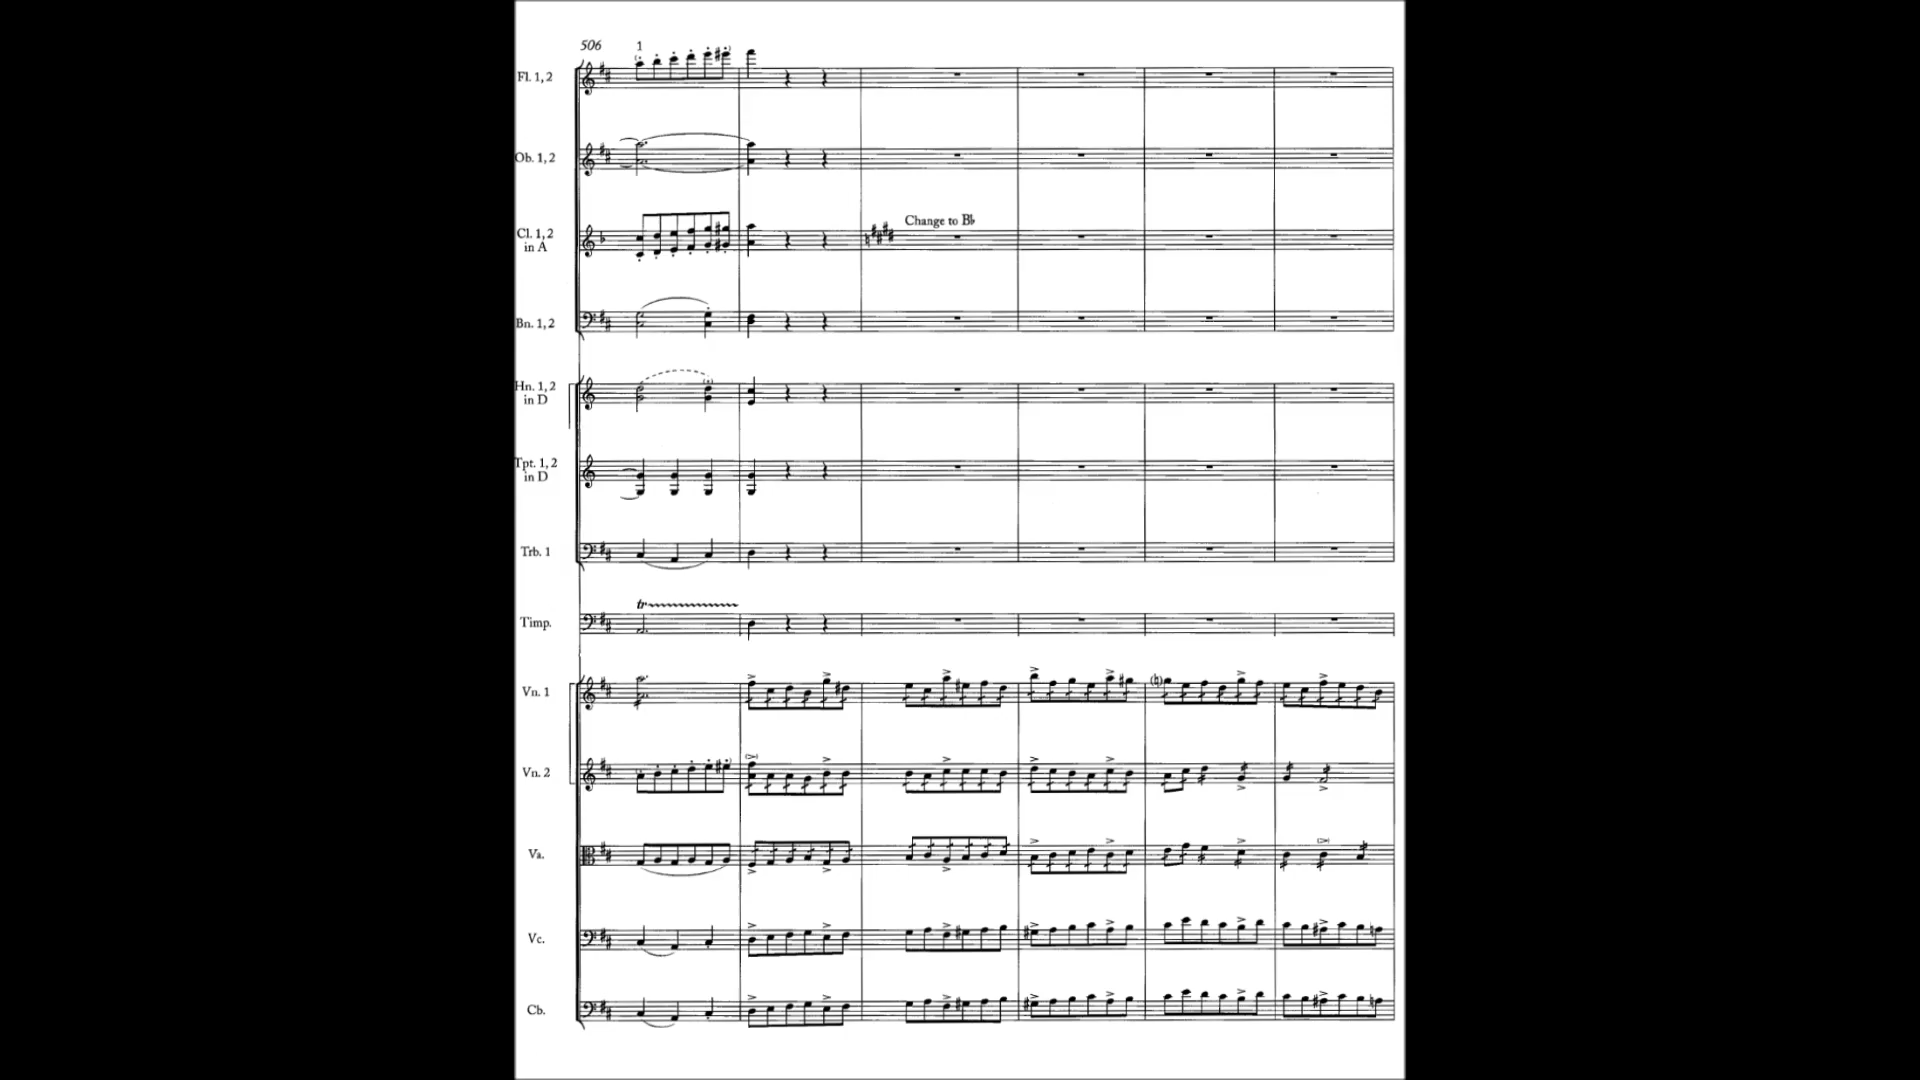 506
1
Fl. 1, 2
Ob. 1, 2
Cl. 1, 2
in A
Change to B♭
Bn. 1, 2
Hn. 1, 2
in D
Tpt. 1, 2
in D
Trb. 1
tr
Timp.
Vn. 1
Vn. 2
Va.
Vc.
Cb.